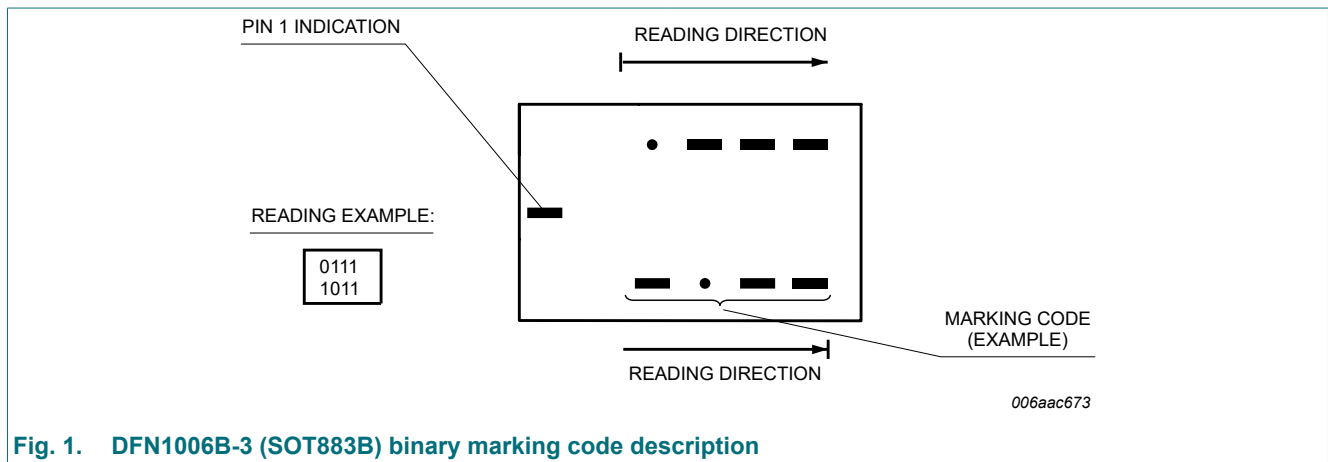 PIN 1 INDICATION
READING DIRECTION
READING EXAMPLE:
0111
1011
MARKING CODE
(EXAMPLE)
READING DIRECTION
006aac673
Fig. 1. DFN1006B-3 (SOT883B) binary marking code description